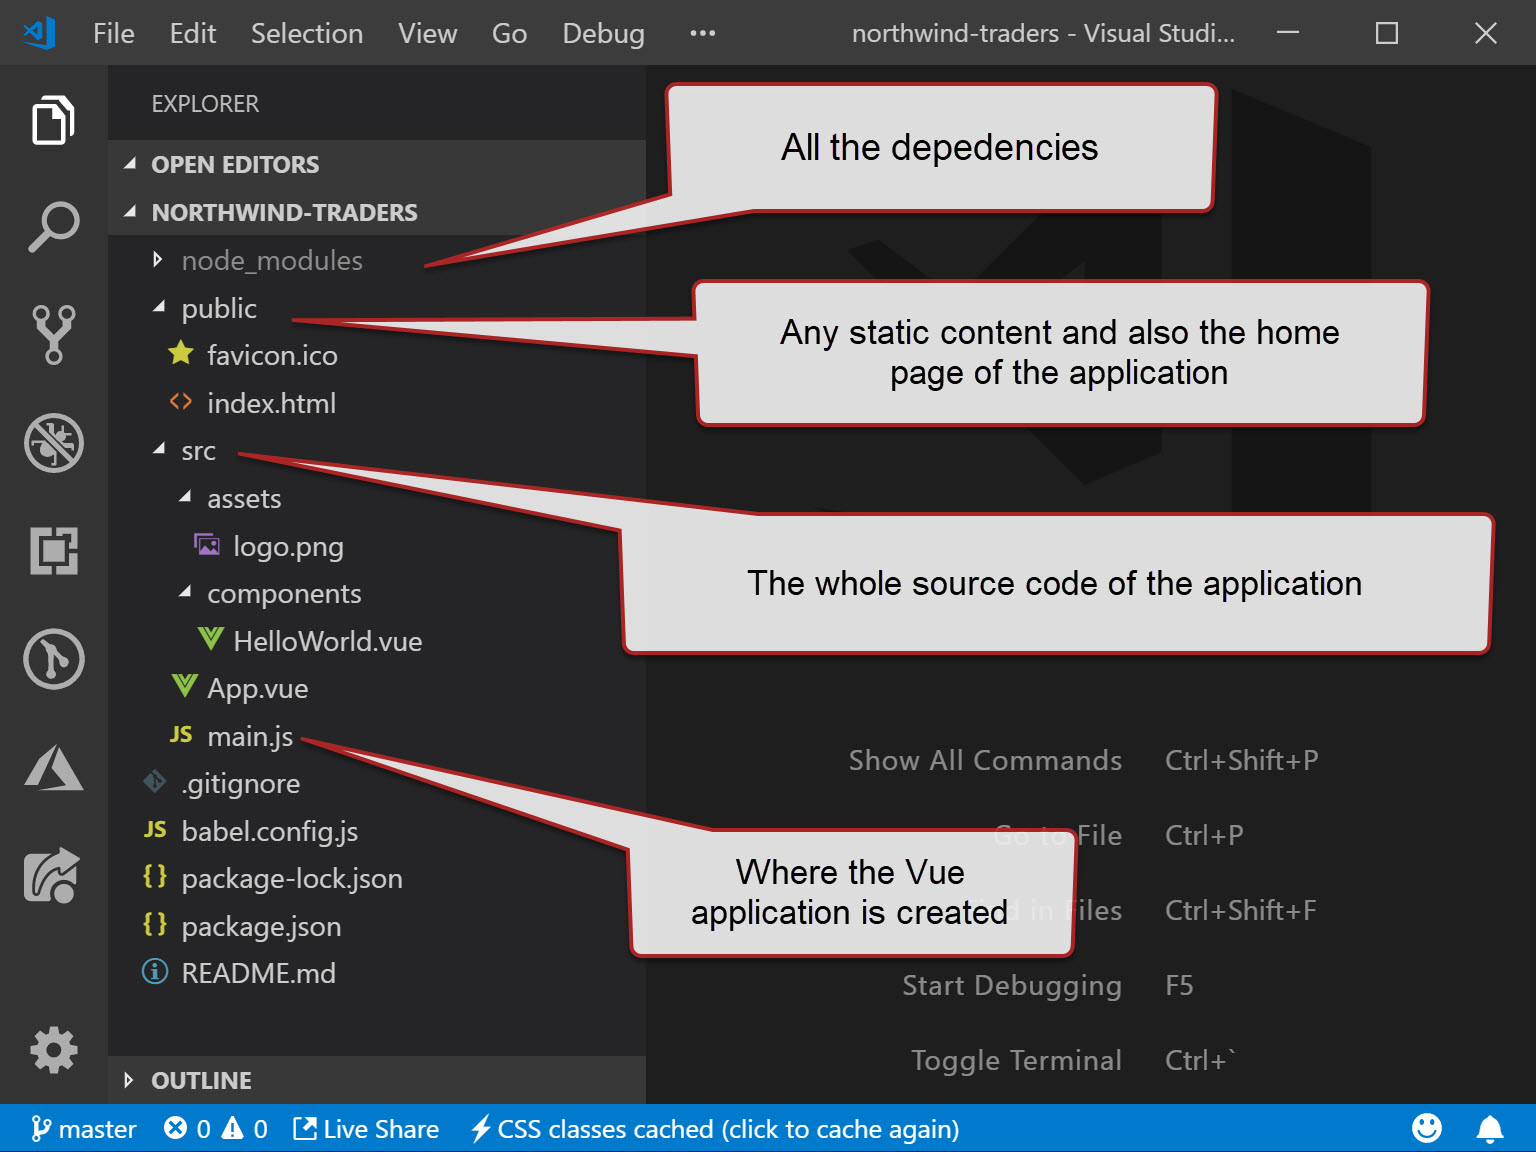 File Edit Selection View Go Debug ••• northwind-traders - Visual Studi...
EXPLORER
OPEN EDITORS
NORTHWIND-TRADERS
node_modules
public
favicon.ico
index.html
src
assets
logo.png
components
HelloWorld.vue
App.vue
JS main.js
.gitignore
JS babel.config.js
{} package-lock.json
{} package.json
README.md
OUTLINE
All the depedencies
Any static content and also the home
page of the application
The whole source code of the application
Where the Vue
application is created
Show All Commands Ctrl+Shift+P
Go to File Ctrl+P
Find in Files Ctrl+Shift+F
Start Debugging F5
Toggle Terminal Ctrl+`
master 0 0 Live Share CSS classes cached (click to cache again)